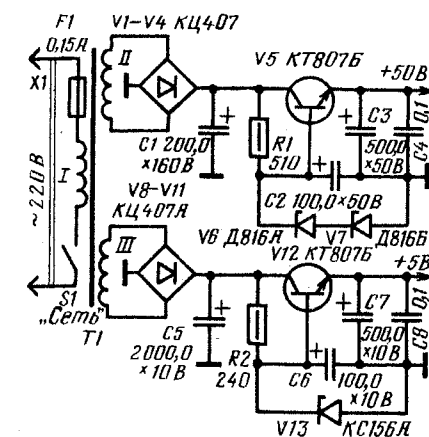 F1
0,15А
V1-V4 КЦ407
X1
II
V5 КТ807Б
+50В
I
~220В
C1 200,0
×160В
R1
510
C3
500,0
×50В
0,1
C4
C2 100,0×50В
V8-V11
КЦ407А
V6 Д816А
V7
Д816Б
V12 КТ807Б
+5В
III
S1
„Сеть"
T1
C5
2000,0
×10В
R2
240
C6
100,0
×10В
C7
500,0
×10В
0,1
C8
V13
КС156А